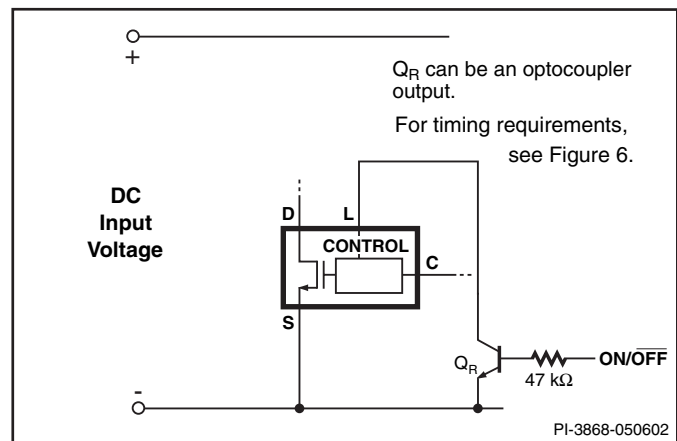 +
Q_R can be an optocoupler
output.
For timing requirements,
see Figure 6.
DC
Input
Voltage
D
L
CONTROL
C
S
Q_R
47 kΩ
ON/O̅F̅F̅
-
PI-3868-050602